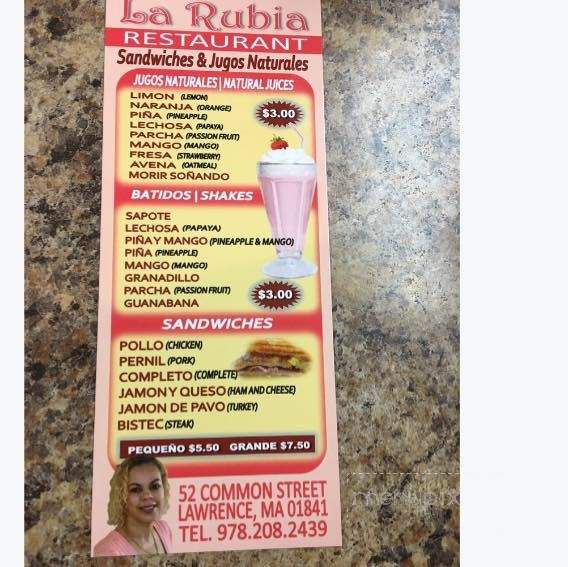 La Rubia
RESTAURANT
Sandwiches & Jugos Naturales
JUGOS NATURALES | NATURAL JUICES
LIMON (LEMON)
NARANJA (ORANGE)
PIÑA (PINEAPPLE)
LECHOSA (PAPAYA)
PARCHA (PASSION FRUIT)
MANGO (MANGO)
FRESA (STRAWBERRY)
AVENA (OATMEAL)
MORIR SOÑANDO
$3.00
BATIDOS | SHAKES
SAPOTE
LECHOSA (PAPAYA)
PIÑA Y MANGO (PINEAPPLE & MANGO)
PIÑA (PINEAPPLE)
MANGO (MANGO)
GRANADILLO
PARCHA (PASSION FRUIT)
GUANABANA
$3.00
SANDWICHES
POLLO (CHICKEN)
PERNIL (PORK)
COMPLETO (COMPLETE)
JAMON Y QUESO (HAM AND CHEESE)
JAMON DE PAVO (TURKEY)
BISTEC (STEAK)
PEQUEÑO $5.50 GRANDE $7.50
52 COMMON STREET
LAWRENCE, MA 01841
TEL. 978.208.2439